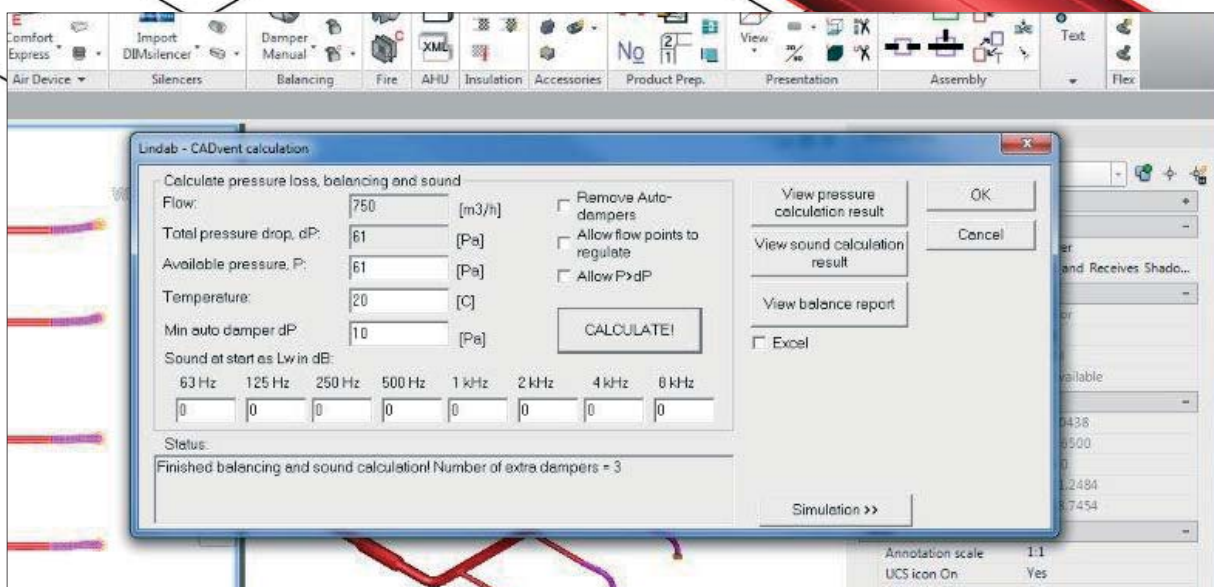 Comfort
Express
Import
DIMsilencer
Damper
Manual
C
XML
No
2
1
View
2D
Text
Air Device
Silencers
Balancing
Fire
AHU
Insulation
Accessories
Product Prep.
Presentation
Assembly
Flex
Lindab - CADvent calculation
Calculate pressure loss, balancing and sound
Flow: 750 [m3/h]
Total pressure drop, dP: 61 [Pa]
Available pressure, P: 61 [Pa]
Temperature: 20 [C]
Min auto damper dP 10 [Pa]
Remove Auto-
dampers
Allow flow points to
regulate
Allow P>dP
CALCULATE!
Sound at start as Lw in dB:
63 Hz 125 Hz 250 Hz 500 Hz 1 kHz 2 kHz 4 kHz 8 kHz
0 0 0 0 0 0 0 0
Status:
Finished balancing and sound calculation! Number of extra dampers = 3
View pressure
calculation result
View sound calculation
result
View balance report
Excel
Simulation >>
OK
Cancel
and Receives Shado...
Annotation scale 1:1
UCS icon On Yes